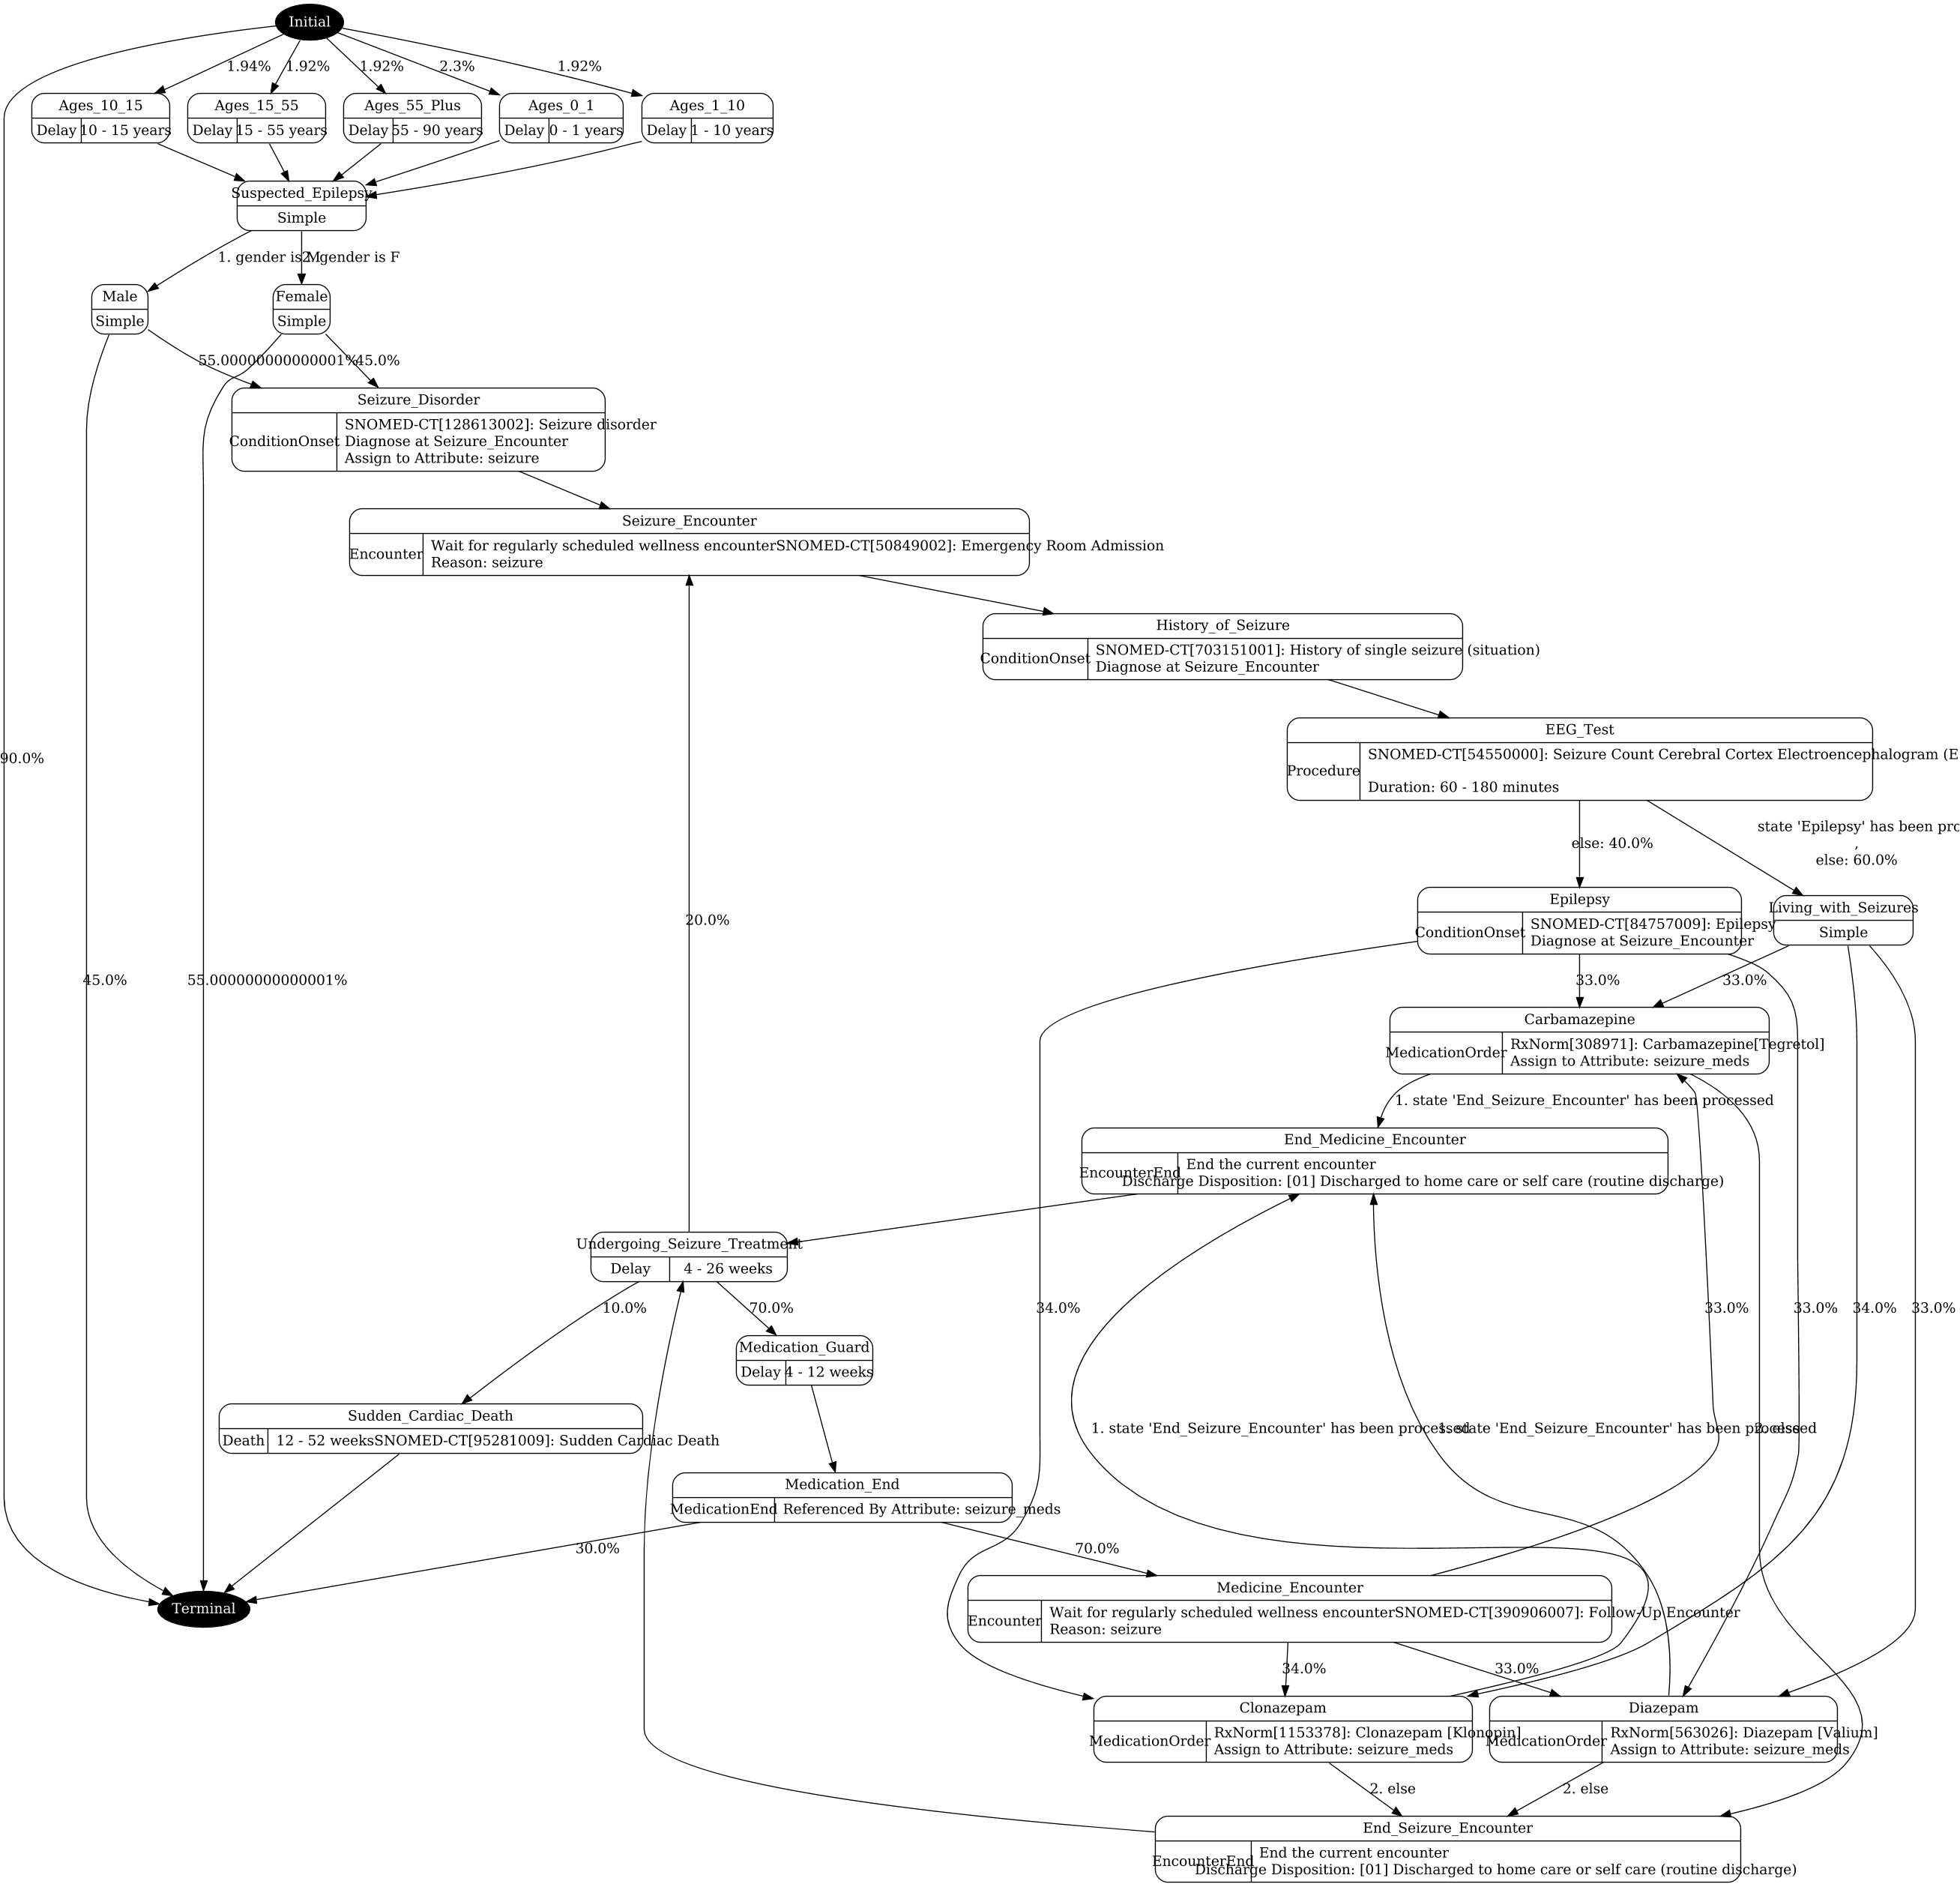 Initial
1.94%
1.92%
1.92%
2.3%
1.92%
Ages_10_15
Delay
10 - 15 years
Ages_15_55
Delay
15 - 55 years
Ages_55_Plus
Delay
55 - 90 years
Ages_0_1
Delay
0 - 1 years
Ages_1_10
Delay
1 - 10 years
Suspected_Epilepsy
Simple
1. gender is M
2. gender is F
Male
Simple
Female
Simple
55.00000000000001%
45.0%
Seizure_Disorder
ConditionOnset
SNOMED-CT[128613002]: Seizure disorder
Diagnose at Seizure_Encounter
Assign to Attribute: seizure
Seizure_Encounter
Encounter
Wait for regularly scheduled wellness encounterSNOMED-CT[50849002]: Emergency Room Admission
Reason: seizure
History_of_Seizure
ConditionOnset
SNOMED-CT[703151001]: History of single seizure (situation)
Diagnose at Seizure_Encounter
EEG_Test
Procedure
SNOMED-CT[54550000]: Seizure Count Cerebral Cortex Electroencephalogram (E
Duration: 60 - 180 minutes
90.0%
else: 40.0%
state 'Epilepsy' has been pro
,
else: 60.0%
Epilepsy
ConditionOnset
SNOMED-CT[84757009]: Epilepsy
Diagnose at Seizure_Encounter
Living_with_Seizures
Simple
20.0%
45.0%
55.00000000000001%
33.0%
33.0%
Carbamazepine
MedicationOrder
RxNorm[308971]: Carbamazepine[Tegretol]
Assign to Attribute: seizure_meds
1. state 'End_Seizure_Encounter' has been processed
End_Medicine_Encounter
EncounterEnd
End the current encounter
Discharge Disposition: [01] Discharged to home care or self care (routine discharge)
Undergoing_Seizure_Treatment
Delay
4 - 26 weeks
10.0%
70.0%
34.0%
33.0%
33.0%
34.0%
33.0%
Medication_Guard
Delay
4 - 12 weeks
Sudden_Cardiac_Death
Death
12 - 52 weeksSNOMED-CT[95281009]: Sudden Cardiac Death
1. state 'End_Seizure_Encounter' has been processed
1. state 'End_Seizure_Encounter' has been processed
2. else
Medication_End
MedicationEnd
Referenced By Attribute: seizure_meds
30.0%
70.0%
Terminal
Medicine_Encounter
Encounter
Wait for regularly scheduled wellness encounterSNOMED-CT[390906007]: Follow-Up Encounter
Reason: seizure
34.0%
33.0%
Clonazepam
MedicationOrder
RxNorm[1153378]: Clonazepam [Klonopin]
Assign to Attribute: seizure_meds
Diazepam
MedicationOrder
RxNorm[563026]: Diazepam [Valium]
Assign to Attribute: seizure_meds
2. else
2. else
End_Seizure_Encounter
EncounterEnd
End the current encounter
Discharge Disposition: [01] Discharged to home care or self care (routine discharge)